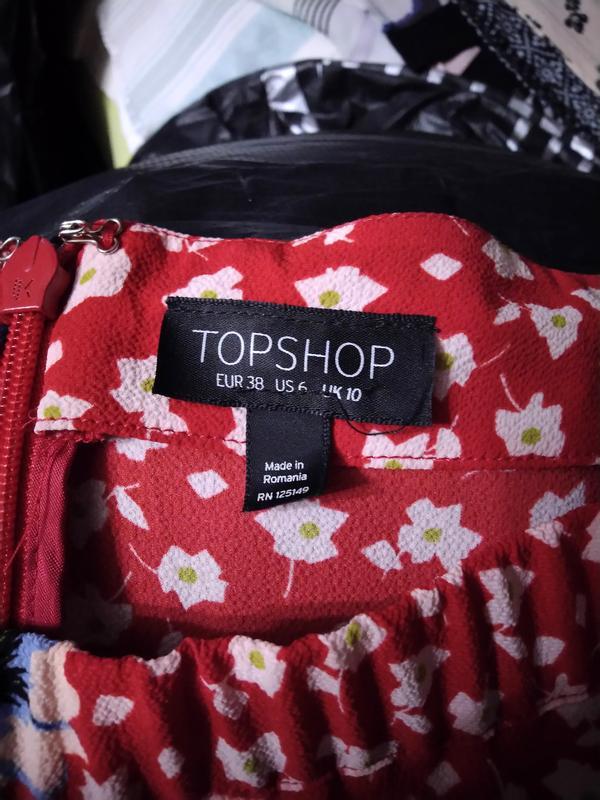 TOPSHOP
EUR 38 US 6 UK 10
Made in
Romania
RN 125149